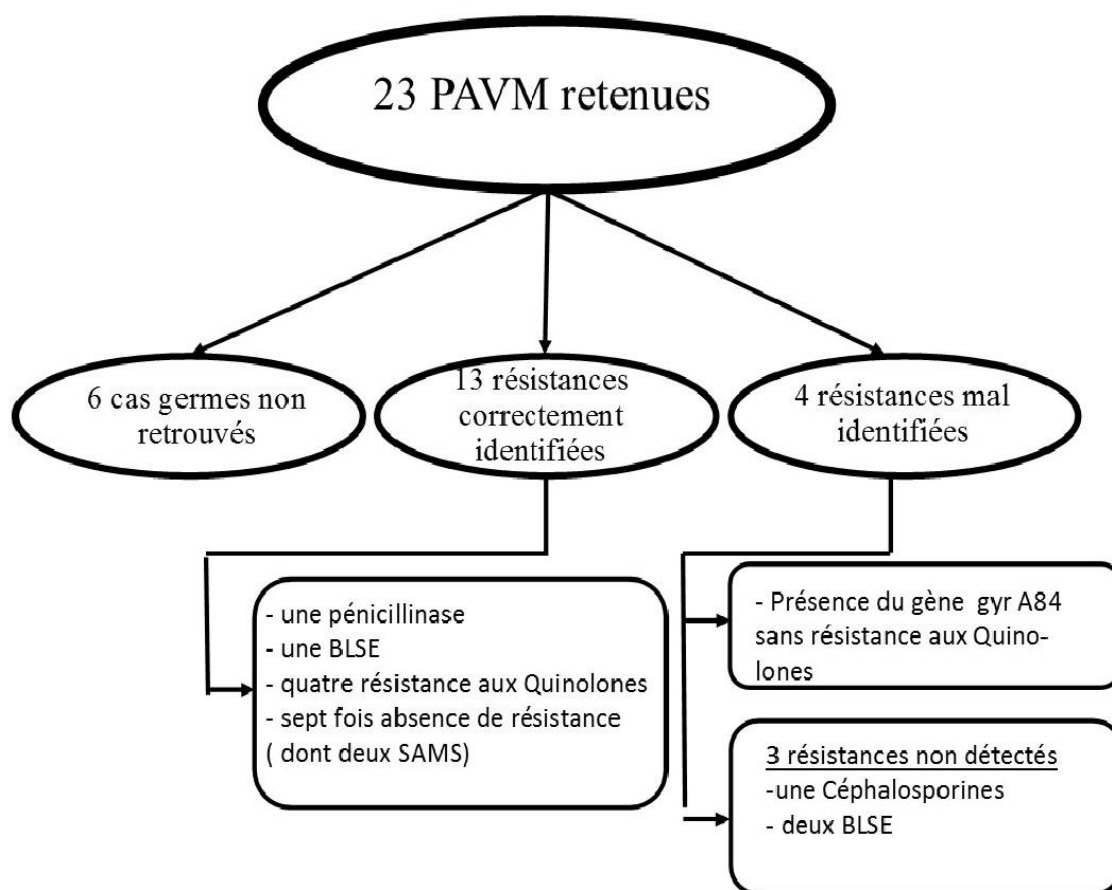 23 PAVM retenues
6 cas germes non
retrouvés
13 résistances
correctement
identifiées
4 résistances mal
identifiées
- une pénicillinase
- une BLSE
- quatre résistance aux Quinolones
- sept fois absence de résistance
( dont deux SAMS)
- Présence du gène gyr A84
sans résistance aux Quino-
lones
3 résistances non détectés
-une Céphalosporines
- deux BLSE